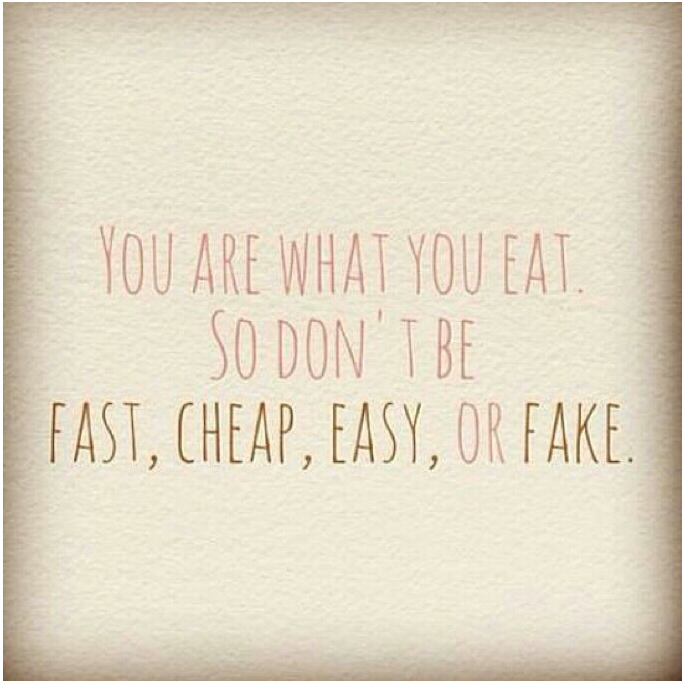 YOU ARE WHAT YOU EAT.
SO DON'T BE
FAST, CHEAP, EASY, OR FAKE.